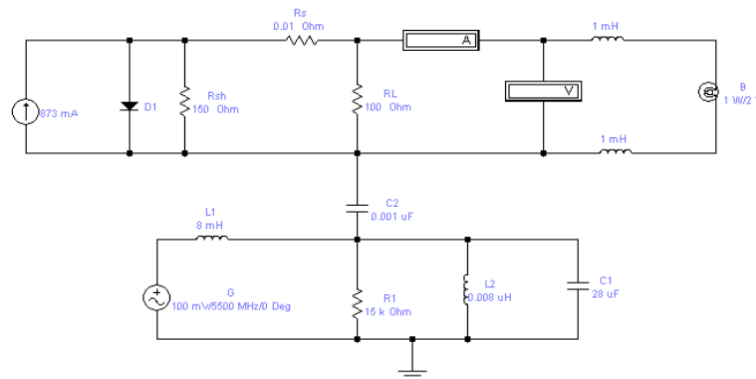 Rs
0.01 Ohm
A
1 mH
873 mA
D1
Rsh
150 Ohm
RL
100 Ohm
V
B
1 W/2
1 mH
C2
0.001 uF
L1
8 mH
G
100 mV/5500 MHz/0 Deg
R1
15 k Ohm
L2
0.008 uH
C1
28 uF